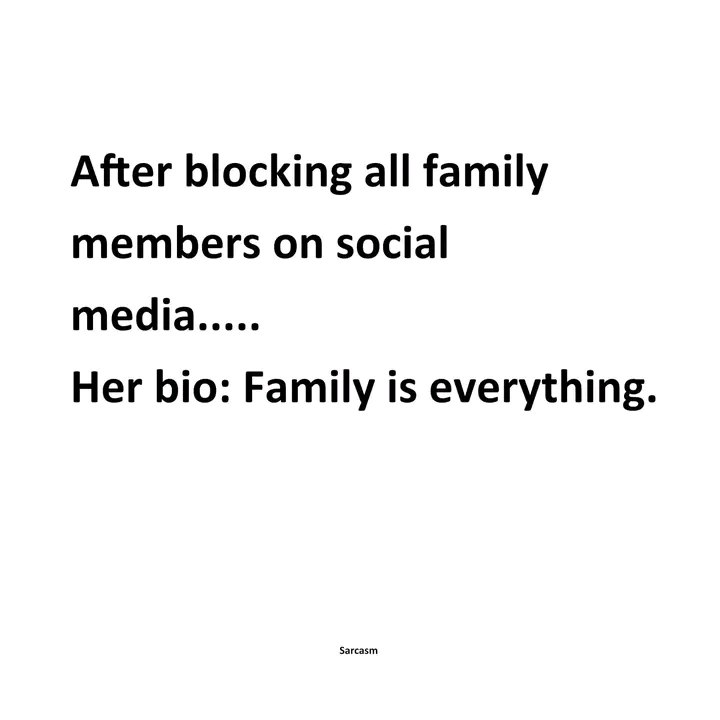 After blocking all family
members on social
media.....
Her bio: Family is everything.
Sarcasm